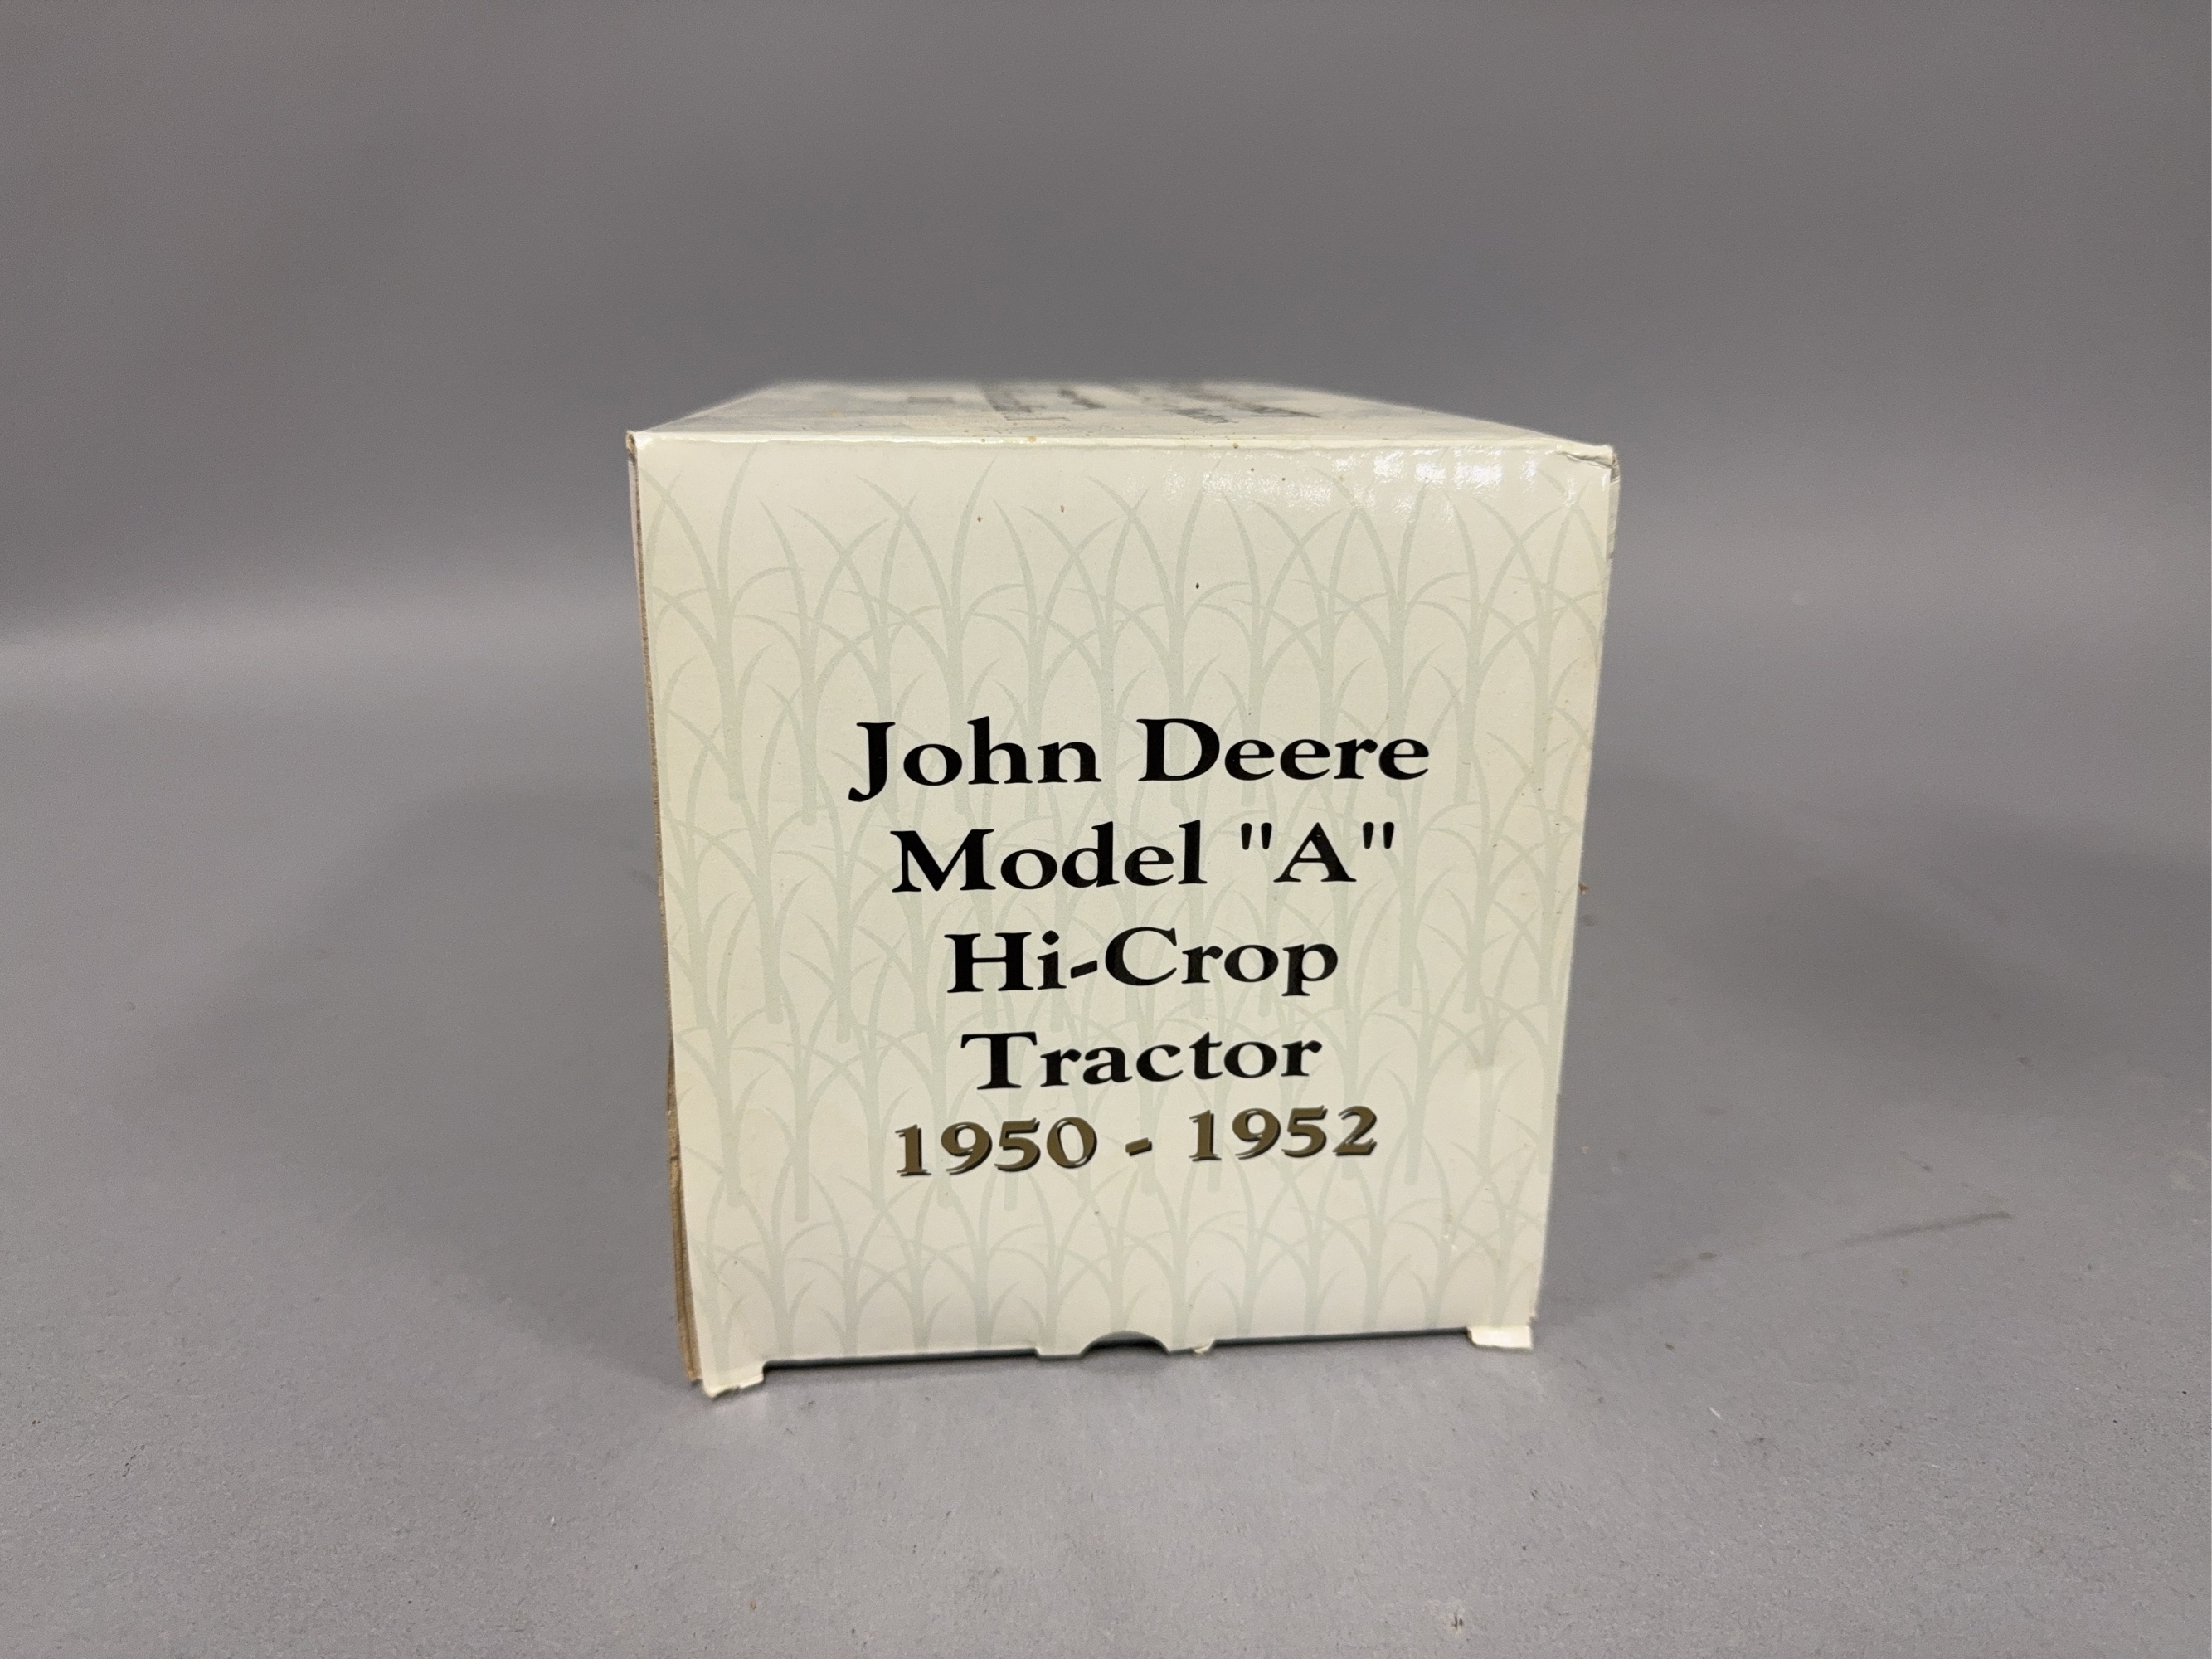 John Deere
Model "A"
Hi-Crop
Tractor
1950 - 1952